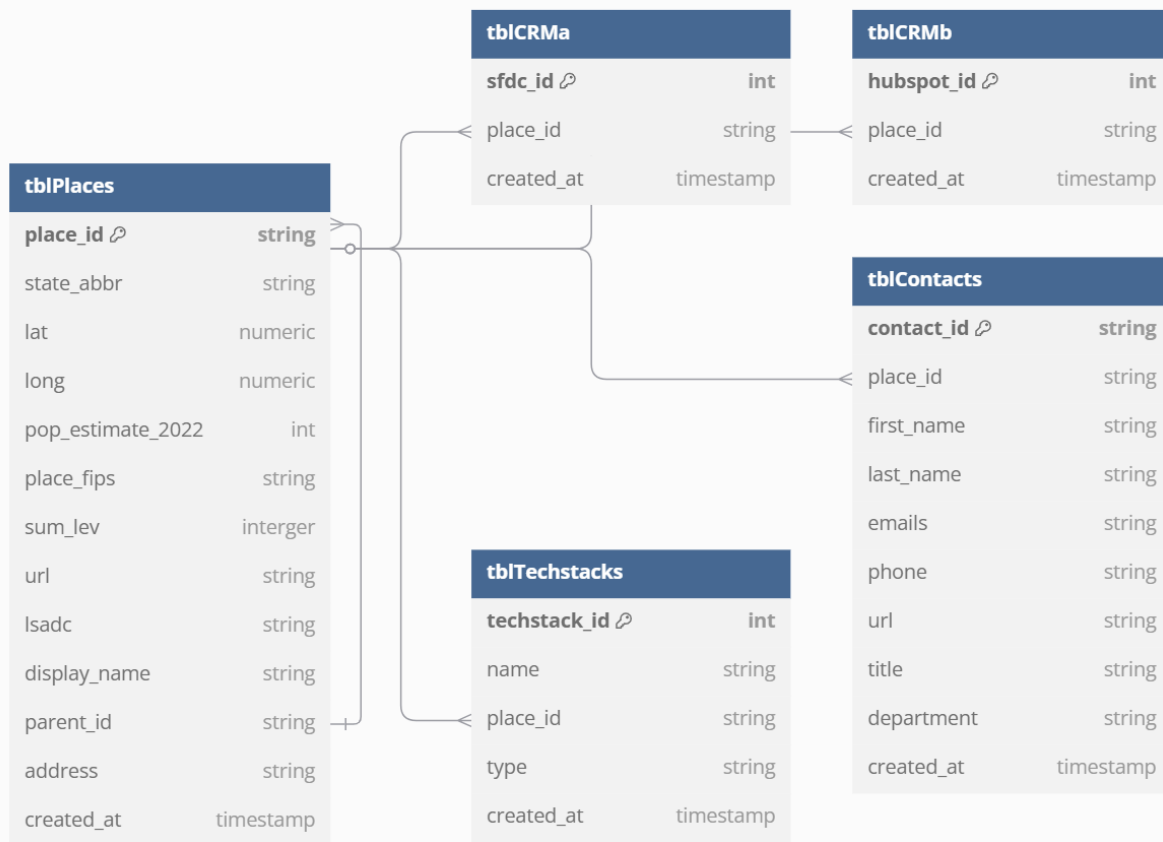 tblCRMa
sfdc_id int
place_id string
created_at timestamp
tblCRMb
hubspot_id int
place_id string
created_at timestamp
tblPlaces
place_id string
state_abbr string
lat numeric
long numeric
pop_estimate_2022 int
place_fips string
sum_lev interger
url string
lsadc string
display_name string
parent_id string
address string
created_at timestamp
tblContacts
contact_id string
place_id string
first_name string
last_name string
emails string
phone string
url string
title string
department string
created_at timestamp
tblTechstacks
techstack_id int
name string
place_id string
type string
created_at timestamp